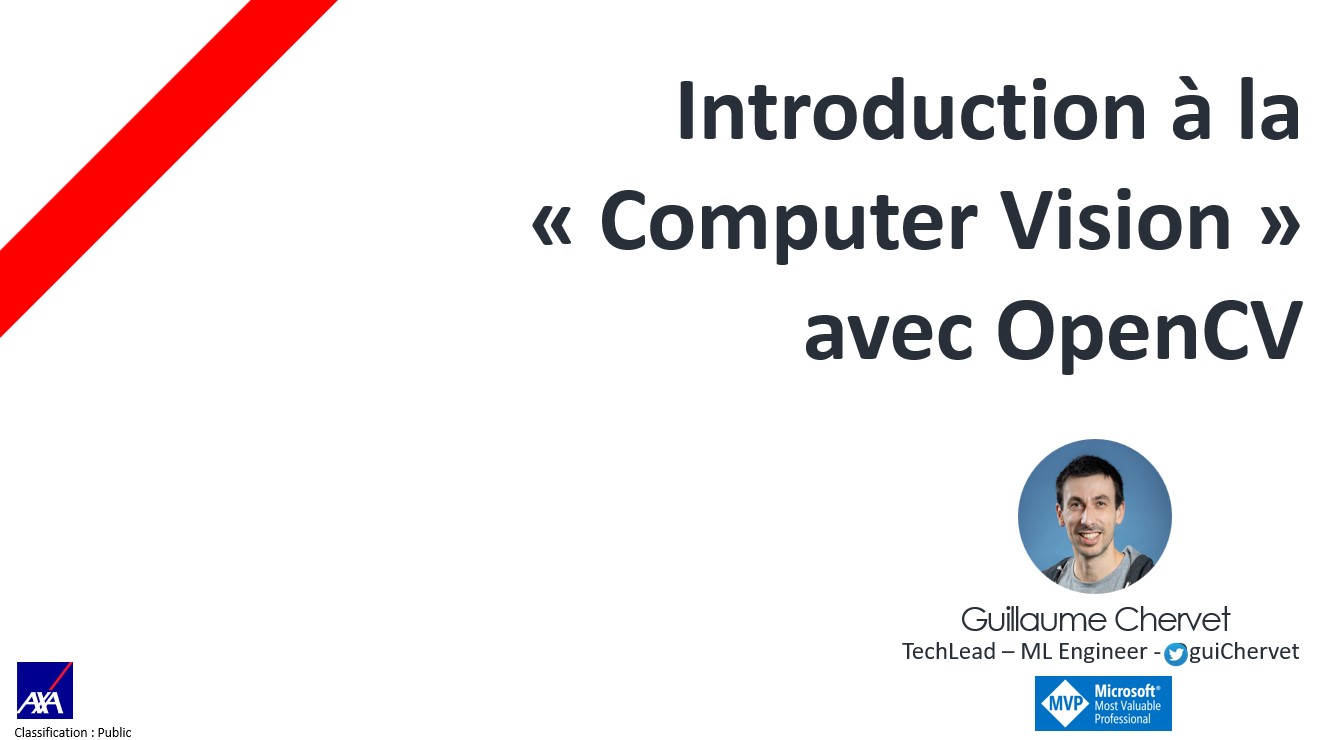 Introduction à la
« Computer Vision »
avec OpenCV
Guillaume Chervet
TechLead – ML Engineer - guiChervet
MVP
Microsoft®
Most Valuable
Professional
AXA
Classification : Public